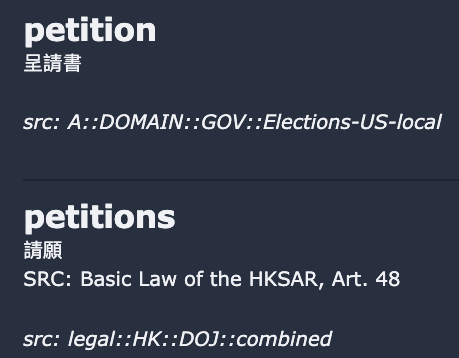 petition
呈請書
src: A::DOMAIN::GOV::Elections-US-local
petitions
請願
SRC: Basic Law of the HKSAR, Art. 48
src: legal::HK::DOJ::combined